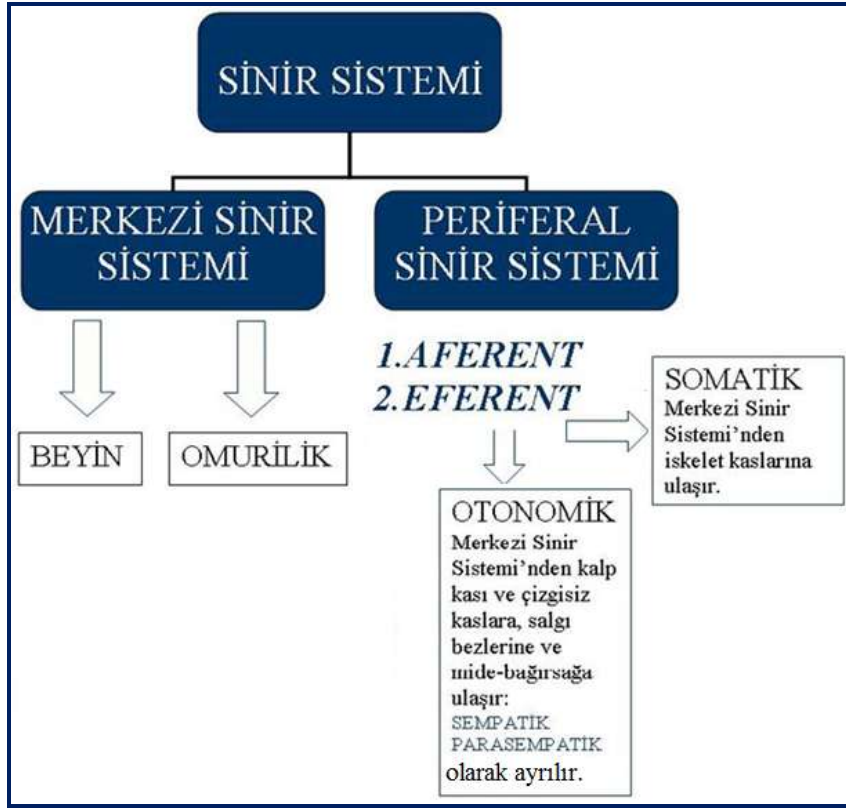 SİNİR SİSTEMİ
MERKEZİ SİNİR
SİSTEMİ
PERİFERAL
SİNİR SİSTEMİ
1.AFERENT
2.EFERENT
BEYİN
OMURİLİK
SOMATİK
Merkezi Sinir
Sistemi’nden
iskelet kaslarına
ulaşır.
OTONOMİK
Merkezi Sinir
Sistemi’nden kalp
kası ve çizgisiz
kaslara, salgı
bezlerine ve
mide-bağırsağa
ulaşır:
SEMPATİK
PARASEMPATİK
olarak ayrılır.